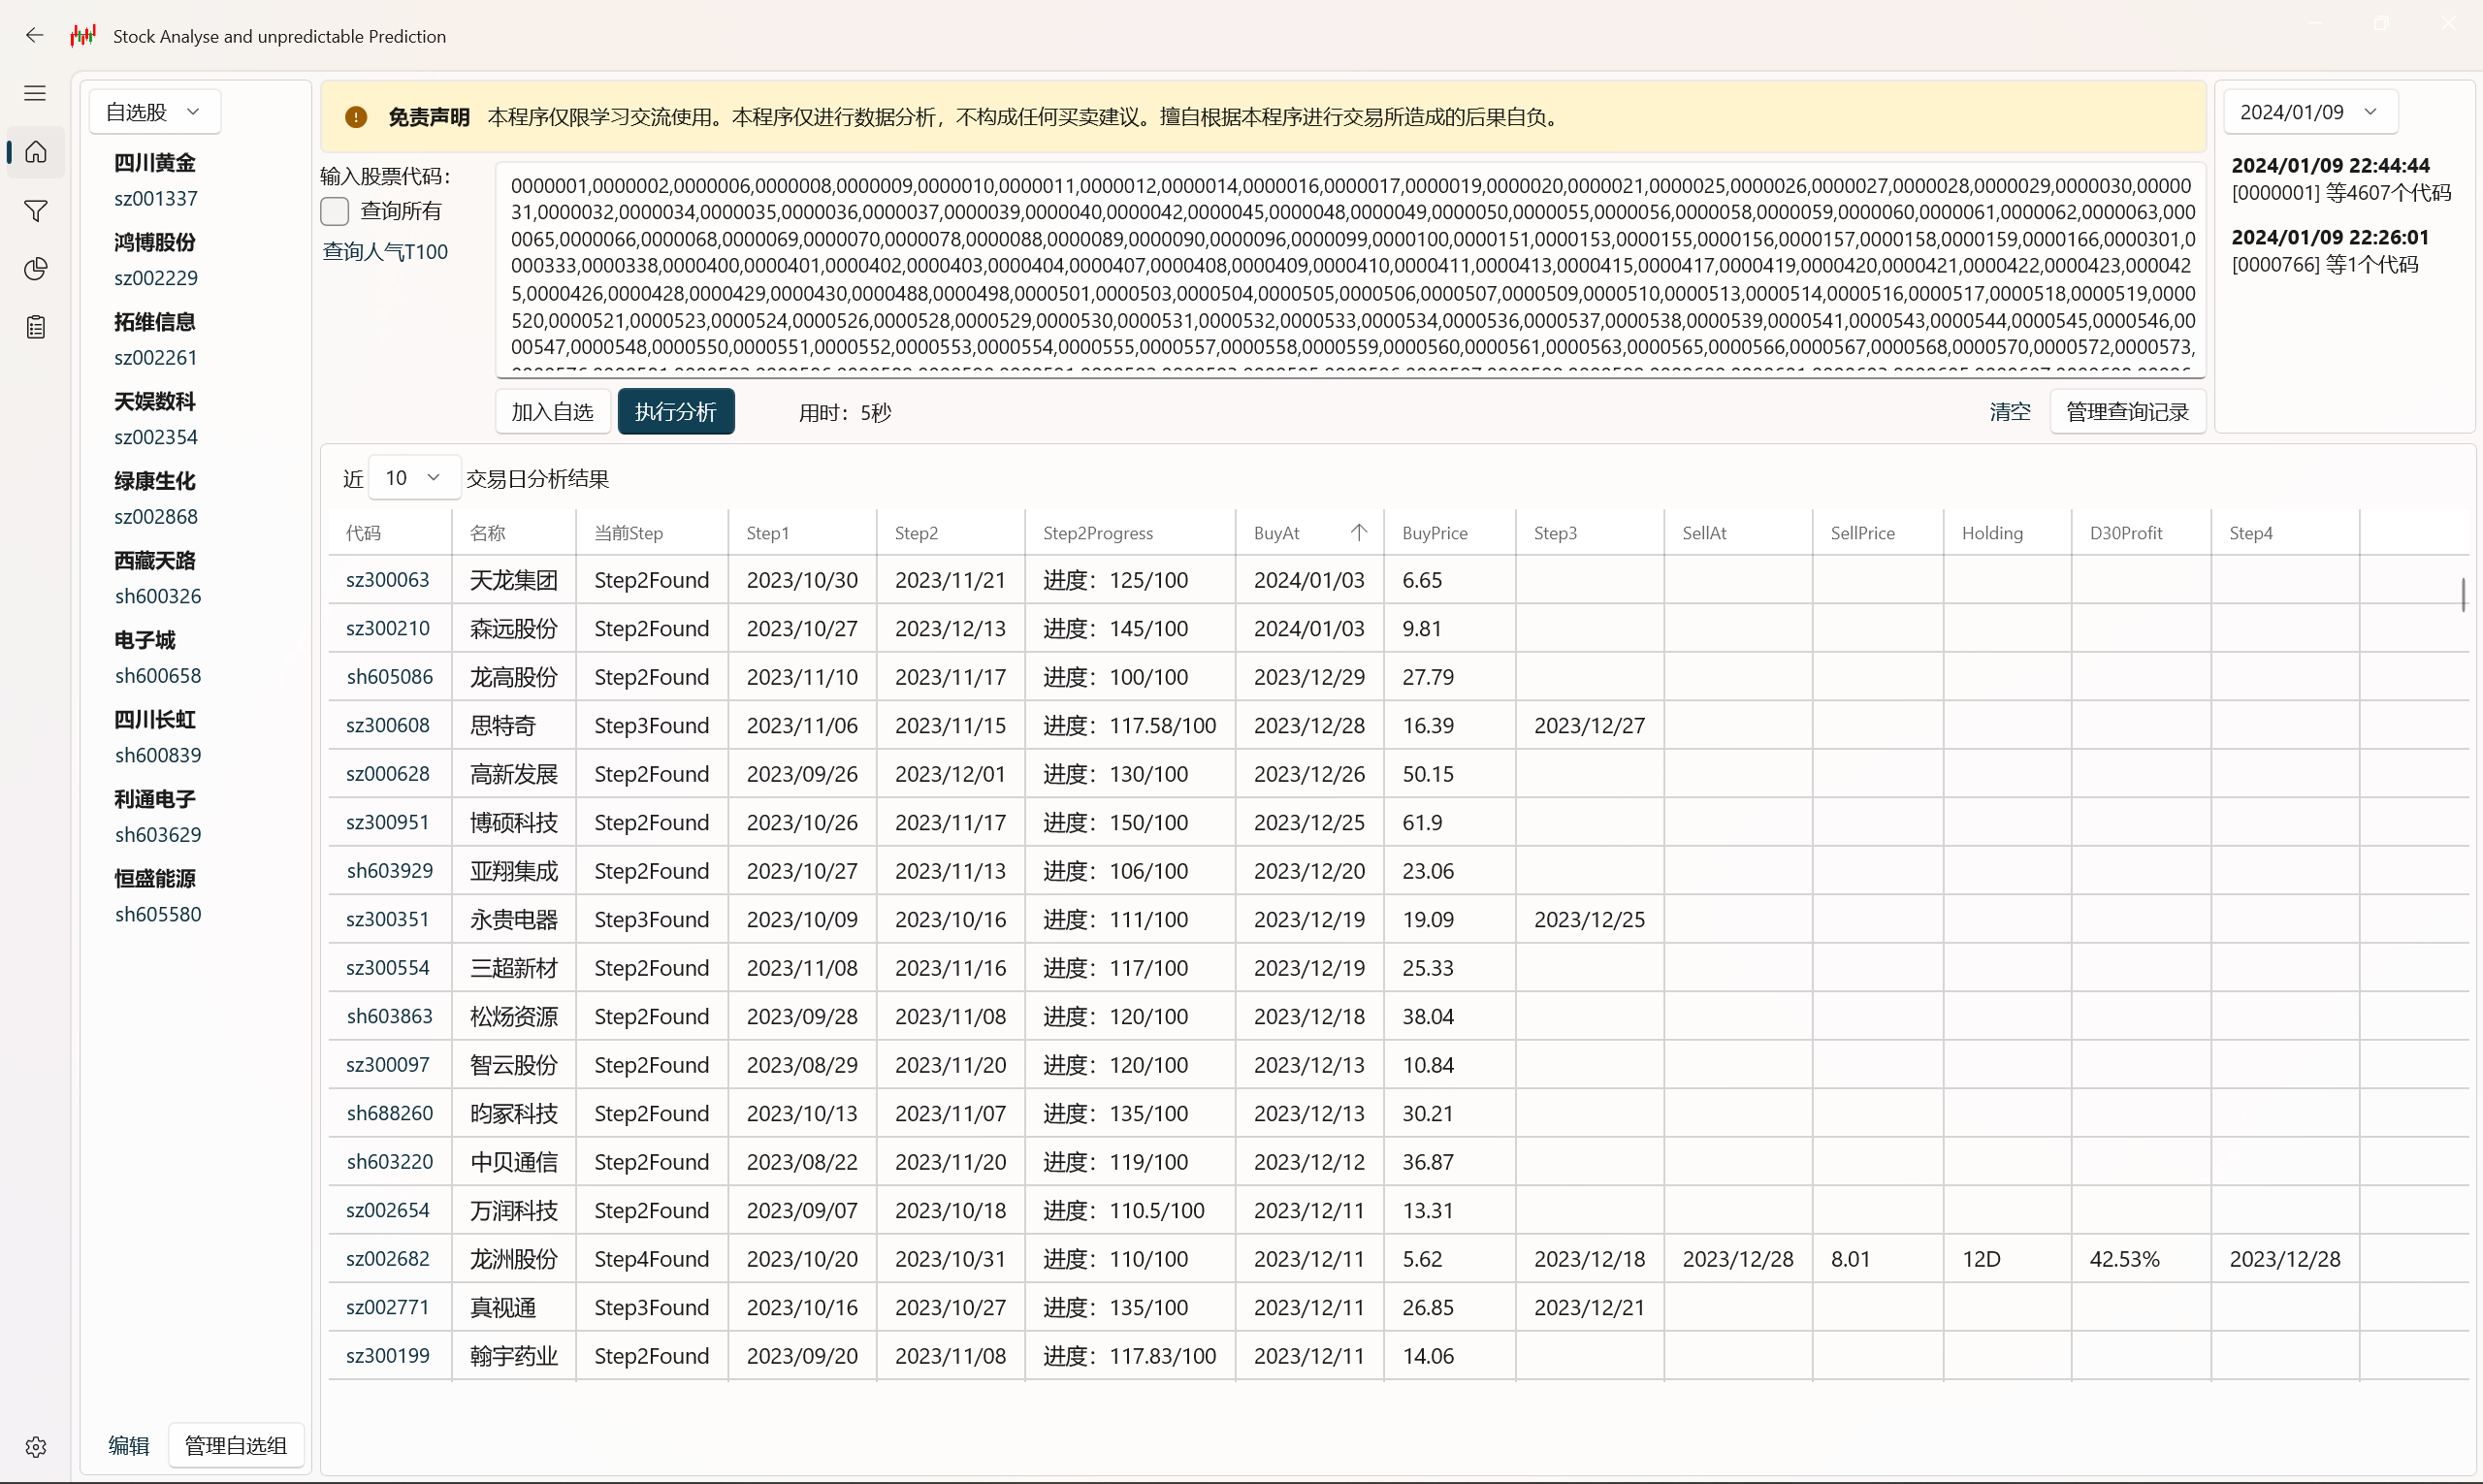 Stock Analyse and unpredictable Prediction
自选股
四川黄金
sz001337
鸿博股份
sz002229
拓维信息
sz002261
天娱数科
sz002354
绿康生化
sz002868
西藏天路
sh600326
电子城
sh600658
四川长虹
sh600839
利通电子
sh603629
恒盛能源
sh605580
编辑 管理自选组
免责声明 本程序仅限学习交流使用。本程序仅进行数据分析，不构成任何买卖建议。擅自根据本程序进行交易所造成的后果自负。
输入股票代码：
查询所有
查询人气T100
0000001,0000002,0000006,0000008,0000009,0000010,0000011,0000012,0000014,0000016,0000017,0000019,0000020,0000021,0000025,0000026,0000027,0000028,0000029,0000030,00000
31,0000032,0000034,0000035,0000036,0000037,0000039,0000040,0000042,0000045,0000048,0000049,0000050,0000055,0000056,0000058,0000059,0000060,0000061,0000062,0000063,000
0065,0000066,0000068,0000069,0000070,0000078,0000088,0000089,0000090,0000096,0000099,0000100,0000151,0000153,0000155,0000156,0000157,0000158,0000159,0000166,0000301,0
000333,0000338,0000400,0000401,0000402,0000403,0000404,0000407,0000408,0000409,0000410,0000411,0000413,0000415,0000417,0000419,0000420,0000421,0000422,0000423,000042
5,0000426,0000428,0000429,0000430,0000488,0000498,0000501,0000503,0000504,0000505,0000506,0000507,0000509,0000510,0000513,0000514,0000516,0000517,0000518,0000519,0000
520,0000521,0000523,0000524,0000526,0000528,0000529,0000530,0000531,0000532,0000533,0000534,0000536,0000537,0000538,0000539,0000541,0000543,0000544,0000545,0000546,00
00547,0000548,0000550,0000551,0000552,0000553,0000554,0000555,0000557,0000558,0000559,0000560,0000561,0000563,0000565,0000566,0000567,0000568,0000570,0000572,0000573,
加入自选 执行分析 用时：5秒 清空 管理查询记录
2024/01/09
2024/01/09 22:44:44
[0000001] 等4607个代码
2024/01/09 22:26:01
[0000766] 等1个代码
近 10 交易日分析结果
代码 名称 当前Step Step1 Step2 Step2Progress BuyAt BuyPrice Step3 SellAt SellPrice Holding D30Profit Step4
sz300063 天龙集团 Step2Found 2023/10/30 2023/11/21 进度：125/100 2024/01/03 6.65
sz300210 森远股份 Step2Found 2023/10/27 2023/12/13 进度：145/100 2024/01/03 9.81
sh605086 龙高股份 Step2Found 2023/11/10 2023/11/17 进度：100/100 2023/12/29 27.79
sz300608 思特奇 Step3Found 2023/11/06 2023/11/15 进度：117.58/100 2023/12/28 16.39 2023/12/27
sz000628 高新发展 Step2Found 2023/09/26 2023/12/01 进度：130/100 2023/12/26 50.15
sz300951 博硕科技 Step2Found 2023/10/26 2023/11/17 进度：150/100 2023/12/25 61.9
sh603929 亚翔集成 Step2Found 2023/10/27 2023/11/13 进度：106/100 2023/12/20 23.06
sz300351 永贵电器 Step3Found 2023/10/09 2023/10/16 进度：111/100 2023/12/19 19.09 2023/12/25
sz300554 三超新材 Step2Found 2023/11/08 2023/11/16 进度：117/100 2023/12/19 25.33
sh603863 松炀资源 Step2Found 2023/09/28 2023/11/08 进度：120/100 2023/12/18 38.04
sz300097 智云股份 Step2Found 2023/08/29 2023/11/20 进度：120/100 2023/12/13 10.84
sh688260 昀冢科技 Step2Found 2023/10/13 2023/11/07 进度：135/100 2023/12/13 30.21
sh603220 中贝通信 Step2Found 2023/08/22 2023/11/20 进度：119/100 2023/12/12 36.87
sz002654 万润科技 Step2Found 2023/09/07 2023/10/18 进度：110.5/100 2023/12/11 13.31
sz002682 龙洲股份 Step4Found 2023/10/20 2023/10/31 进度：110/100 2023/12/11 5.62 2023/12/18 2023/12/28 8.01 12D 42.53% 2023/12/28
sz002771 真视通 Step3Found 2023/10/16 2023/10/27 进度：135/100 2023/12/11 26.85 2023/12/21
sz300199 翰宇药业 Step2Found 2023/09/20 2023/11/08 进度：117.83/100 2023/12/11 14.06